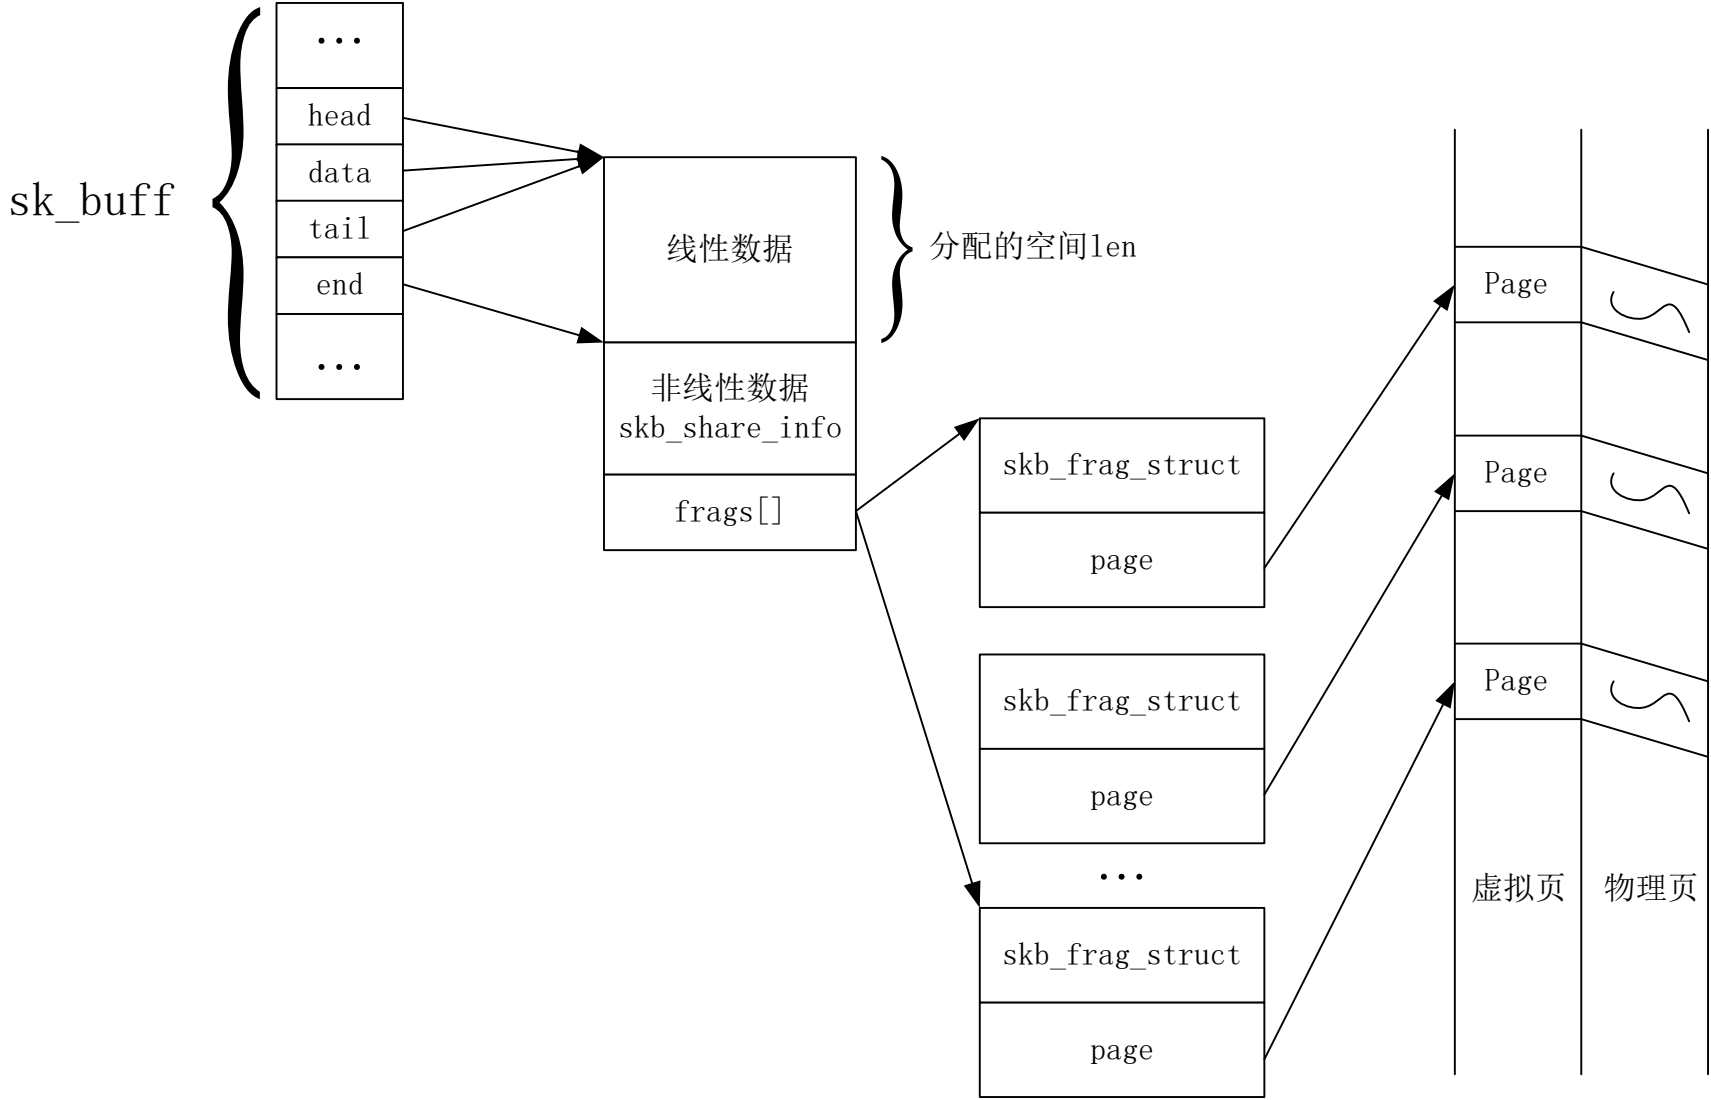 sk_buff
...
head
data
tail
end
...
线性数据
分配的空间len
非线性数据
skb_share_info
frags[]
skb_frag_struct
page
skb_frag_struct
page
...
skb_frag_struct
page
Page
Page
Page
虚拟页
物理页